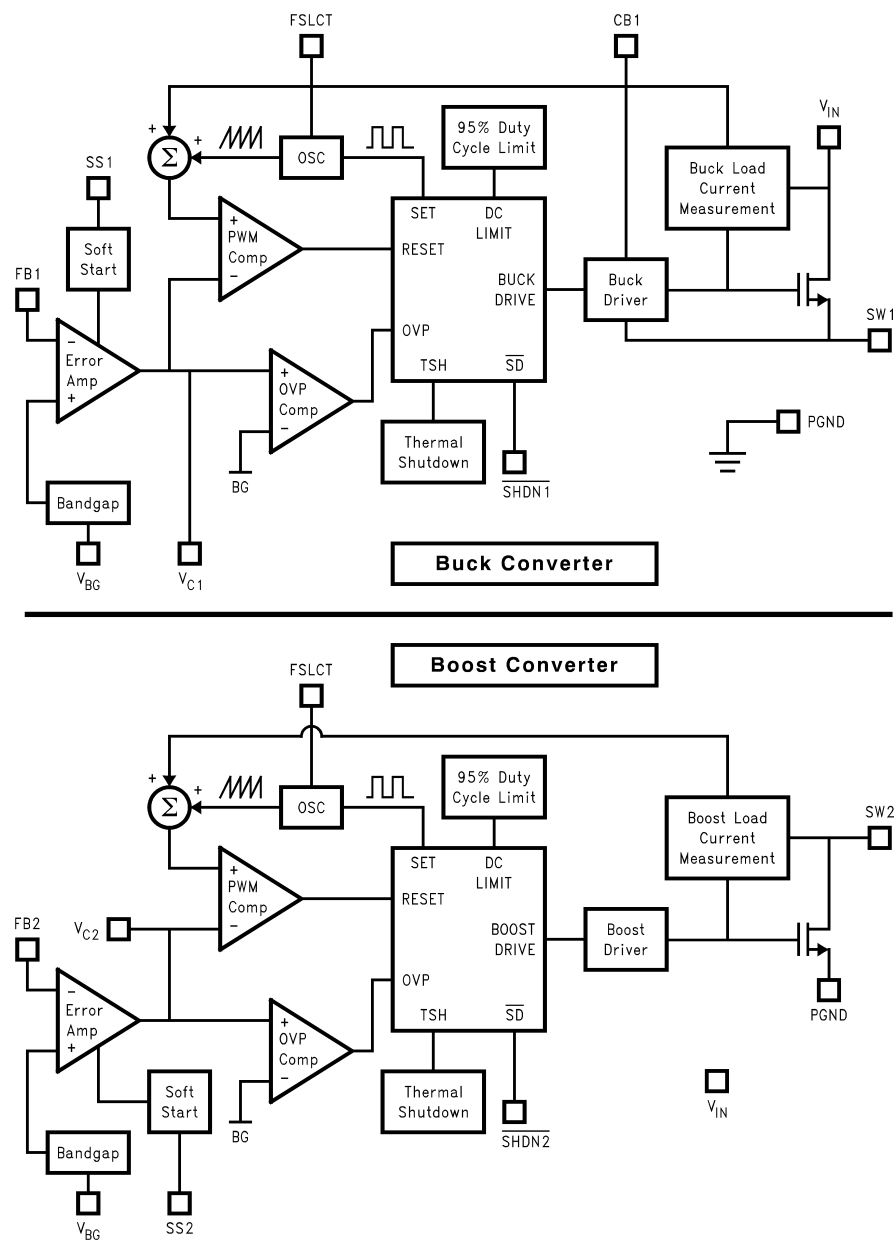 FSLCT
CB1
VIN
95% Duty
Cycle Limit
+
+
Σ
OSC
SS1
Buck Load
Current
Measurement
SET
DC
LIMIT
+
PWM
Comp
−
RESET
Soft
Start
FB1
BUCK
DRIVE
Buck
Driver
SW1
−
Error
Amp
+
OVP
+
OVP
Comp
−
TSH
SD
PGND
Thermal
Shutdown
BG
SHDN1
Bandgap
VBG
VC1
Buck Converter
Boost Converter
FSLCT
95% Duty
Cycle Limit
+
+
Σ
OSC
SW2
Boost Load
Current
Measurement
SET
DC
LIMIT
+
PWM
Comp
−
RESET
VC2
FB2
BOOST
DRIVE
Boost
Driver
−
Error
Amp
+
OVP
PGND
+
OVP
Comp
−
TSH
SD
Soft
Start
Thermal
Shutdown
VIN
BG
SHDN2
Bandgap
VBG
SS2